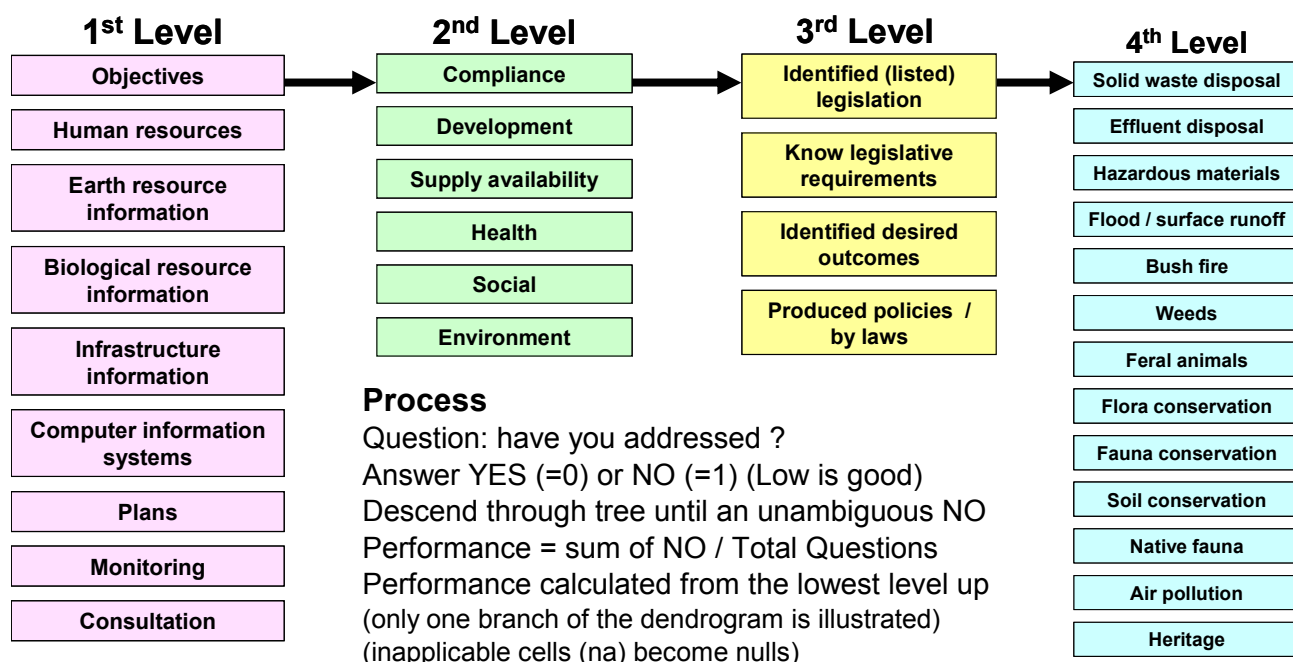 1st Level
Objectives
Human resources
Earth resource
information
Biological resource
information
Infrastructure
information
Computer information
systems
Plans
Monitoring
Consultation
2nd Level
Compliance
Development
Supply availability
Health
Social
Environment
3rd Level
Identified (listed)
legislation
Know legislative
requirements
Identified desired
outcomes
Produced policies /
by laws
4th Level
Solid waste disposal
Effluent disposal
Hazardous materials
Flood / surface runoff
Bush fire
Weeds
Feral animals
Flora conservation
Fauna conservation
Soil conservation
Native fauna
Air pollution
Heritage
Process
Question: have you addressed ?
Answer YES (=0) or NO (=1) (Low is good)
Descend through tree until an unambiguous NO
Performance = sum of NO / Total Questions
Performance calculated from the lowest level up
(only one branch of the dendrogram is illustrated)
(inapplicable cells (na) become nulls)